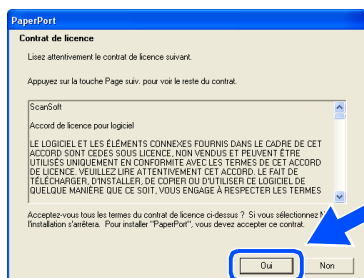 PaperPort
Contrat de licence
Lisez attentivement le contrat de licence suivant.
Appuyez sur la touche Page suiv. pour voir le reste du contrat.
ScanSoft
Accord de licence pour logiciel
LE LOGICIEL ET LES ÉLÉMENTS CONNEXES FOURNIS DANS LE CADRE DE CET
ACCORD SONT CEDES SOUS LICENCE, NON VENDUS ET PEUVENT ÊTRE
UTILISÉS UNIQUEMENT EN CONFORMITE AVEC LES TERMES DE CET ACCORD
DE LICENCE. VEUILLEZ LIRE ATTENTIVEMENT CET ACCORD. LE FAIT DE
TÉLÉCHARGER, D'INSTALLER, DE COPIER OU D'UTILISER CE LOGICIEL DE
QUELQUE MANIÈRE QUE CE SOIT, VOUS ENGAGE À RESPECTER LES TERMES
Acceptez-vous tous les termes du contrat de licence ci-dessus ? Si vous sélectionnez
l'installation s'arrêtera. Pour installer "PaperPort", vous devez accepter ce contrat.
Oui Non